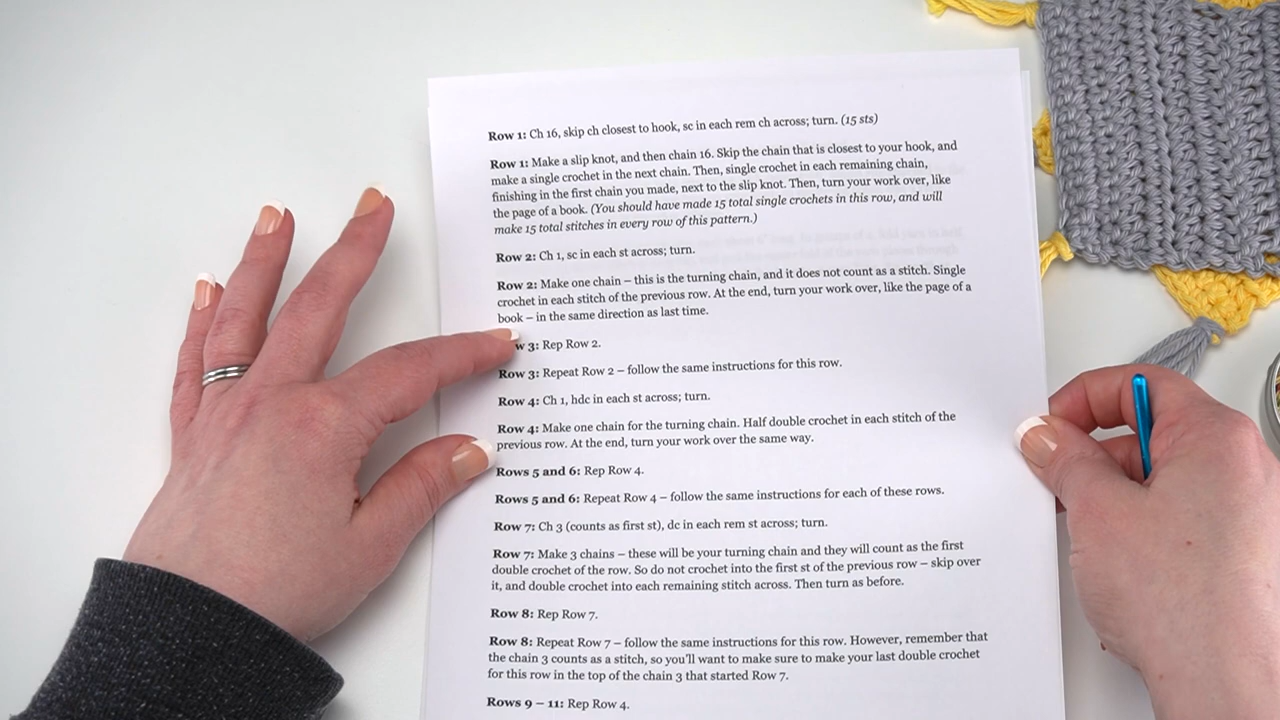 Row 1: Ch 16, skip ch closest to hook, sc in each rem ch across; turn. (15 sts)
Row 1: Make a slip knot, and then chain 16. Skip the chain that is closest to your hook, and
make a single crochet in the next chain. Then, single crochet in each remaining chain,
finishing in the first chain you made, next to the slip knot. Then, turn your work over, like
the page of a book. (You should have made 15 total single crochets in this row, and will
make 15 total stitches in every row of this pattern.)
Row 2: Ch 1, sc in each st across; turn.
Row 2: Make one chain – this is the turning chain, and it does not count as a stitch. Single
crochet in each stitch of the previous row. At the end, turn your work over, like the page of a
book – in the same direction as last time.
w 3: Rep Row 2.
Row 3: Repeat Row 2 – follow the same instructions for this row.
Row 4: Ch 1, hdc in each st across; turn.
Row 4: Make one chain for the turning chain. Half double crochet in each stitch of the
previous row. At the end, turn your work over the same way.
Rows 5 and 6: Rep Row 4.
Rows 5 and 6: Repeat Row 4 – follow the same instructions for each of these rows.
Row 7: Ch 3 (counts as first st), dc in each rem st across; turn.
Row 7: Make 3 chains – these will be your turning chain and they will count as the first
double crochet of the row. So do not crochet into the first st of the previous row – skip over
it, and double crochet into each remaining stitch across. Then turn as before.
Row 8: Rep Row 7.
Row 8: Repeat Row 7 – follow the same instructions for this row. However, remember that
the chain 3 counts as a stitch, so you'll want to make sure to make your last double crochet
for this row in the top of the chain 3 that started Row 7.
Rows 9 – 11: Rep Row 4.